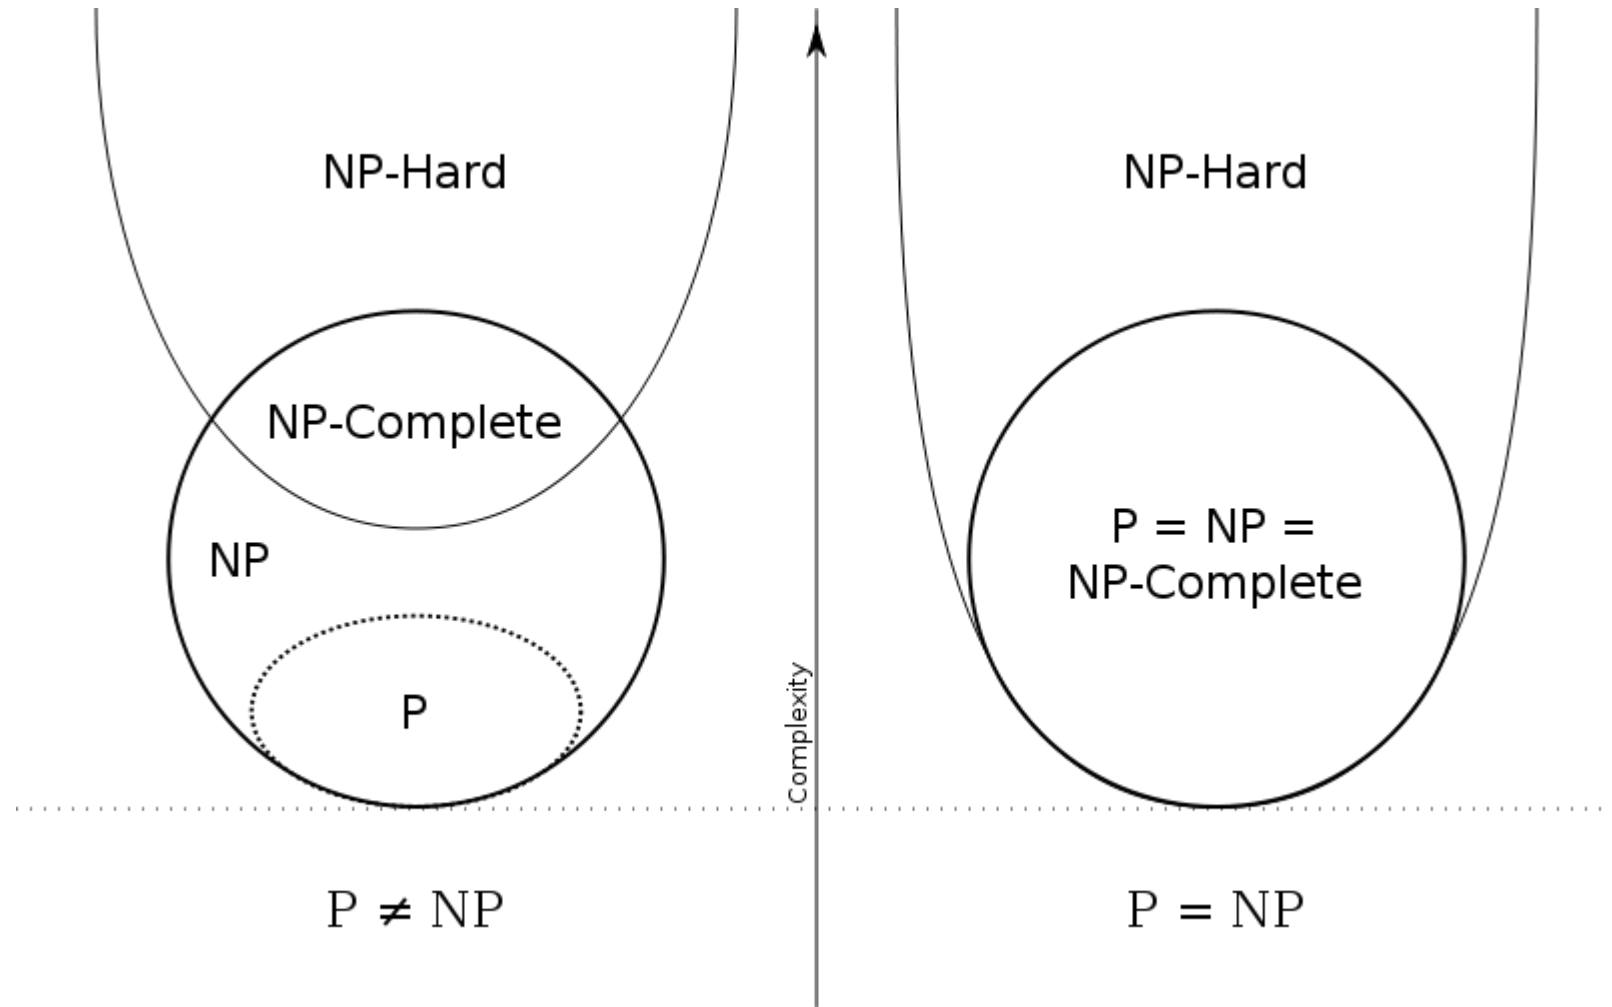 NP-Hard
NP-Complete
NP
P
P ≠ NP
Complexity
NP-Hard
P = NP =
NP-Complete
P = NP